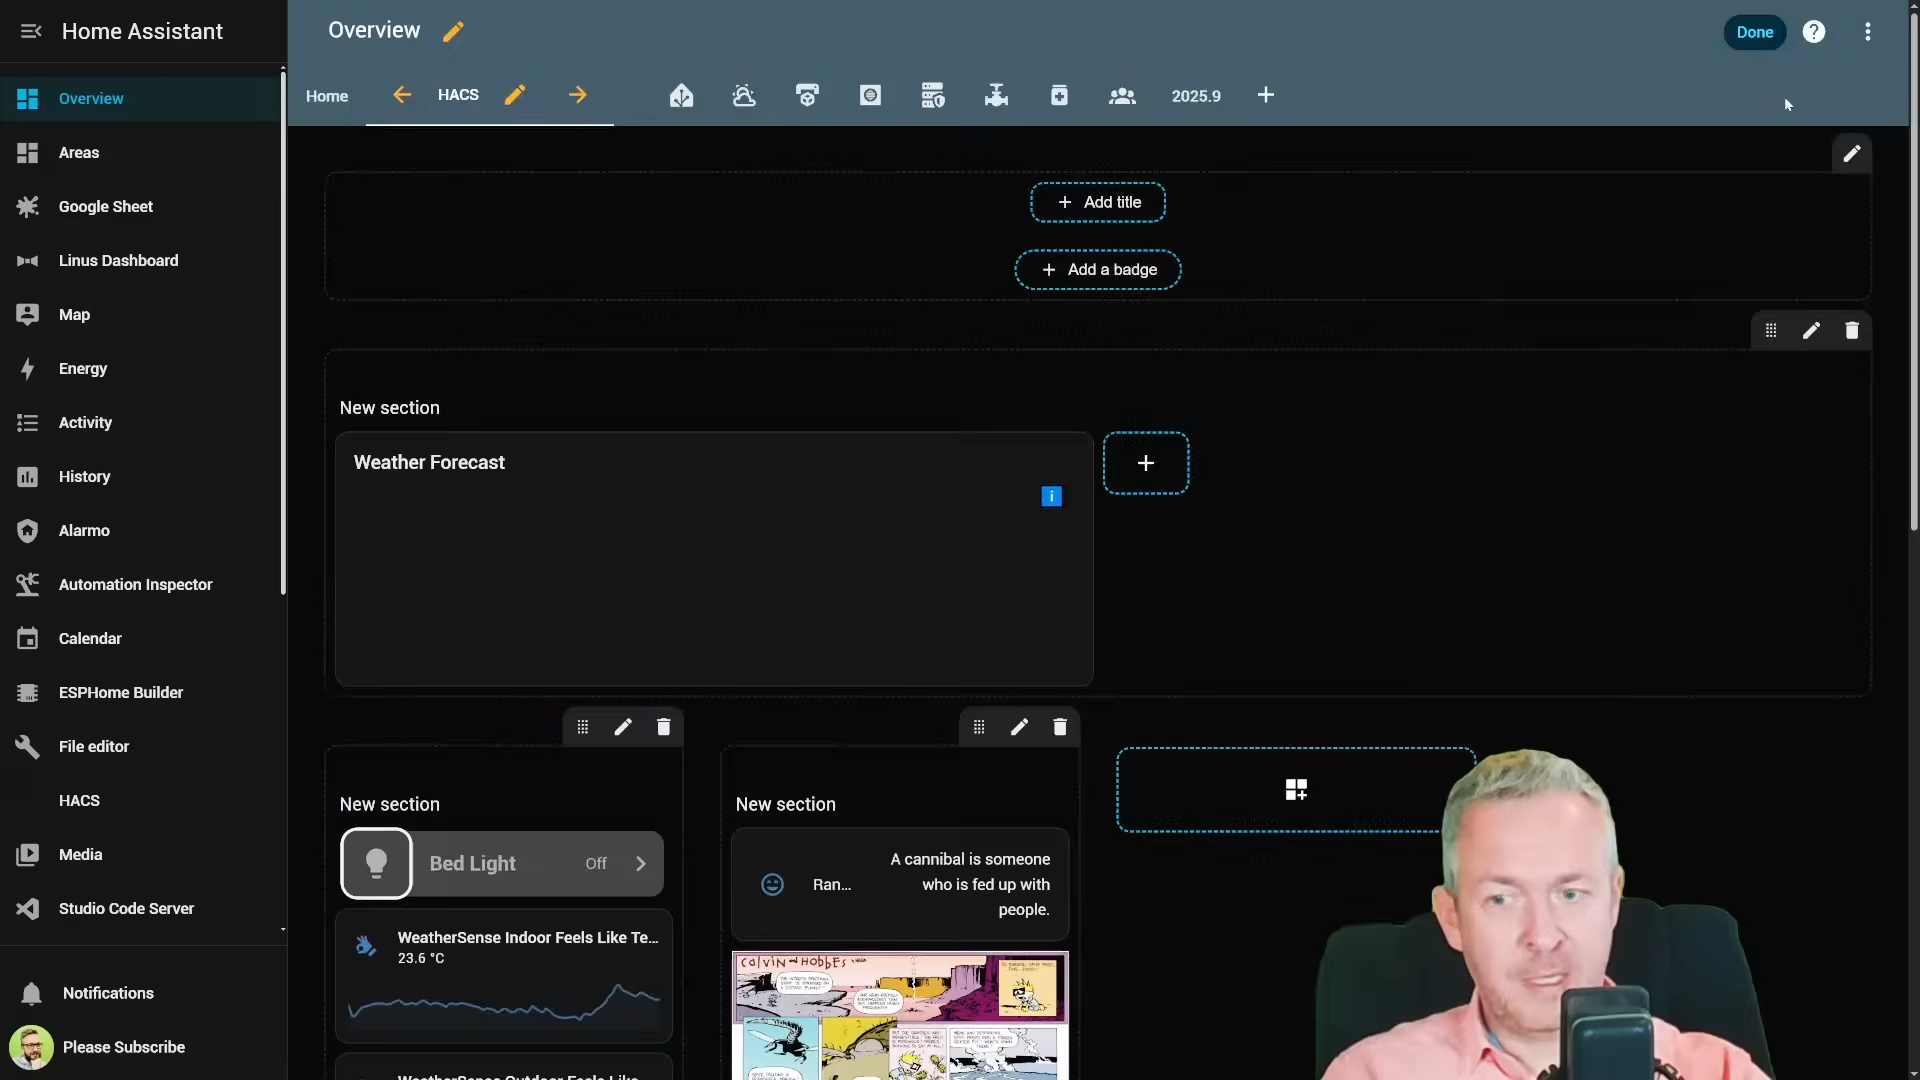 Home Assistant
Overview
Areas
Google Sheet
Linus Dashboard
Map
Energy
Activity
History
Alarmo
Automation Inspector
Calendar
ESPHome Builder
File editor
HACS
Media
Studio Code Server
Notifications
Please Subscribe
Overview
Done
Home
HACS
2025.9
Add title
Add a badge
New section
Weather Forecast
i
New section
Bed Light
Off
WeatherSense Indoor Feels Like Te...
23.6 °C
New section
Ran...
A cannibal is someone
who is fed up with
people.
CALVIN and HOBBES